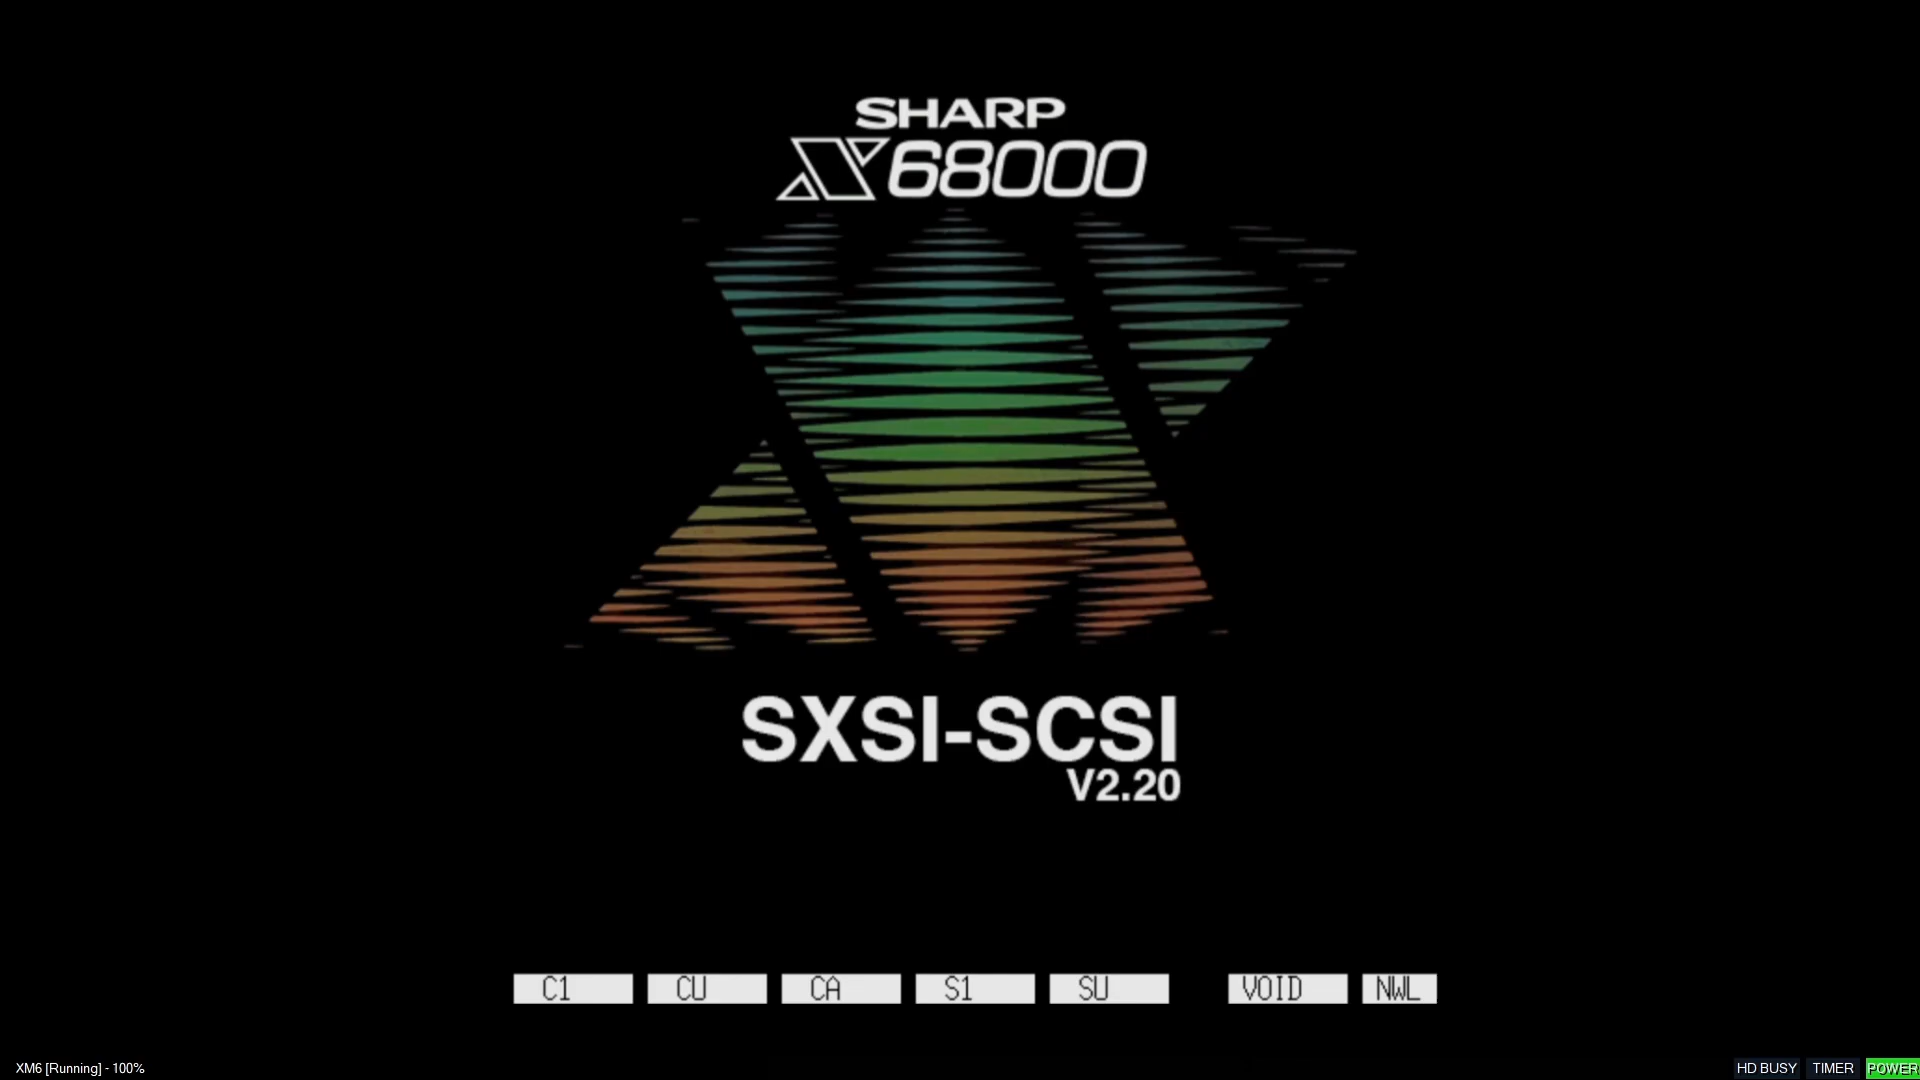 SHARP
X68000
SXSI-SCSI
V2.20
C1 CU CA S1 SU VOID NWL
XM6 [Running] - 100% HD BUSY TIMER POWER